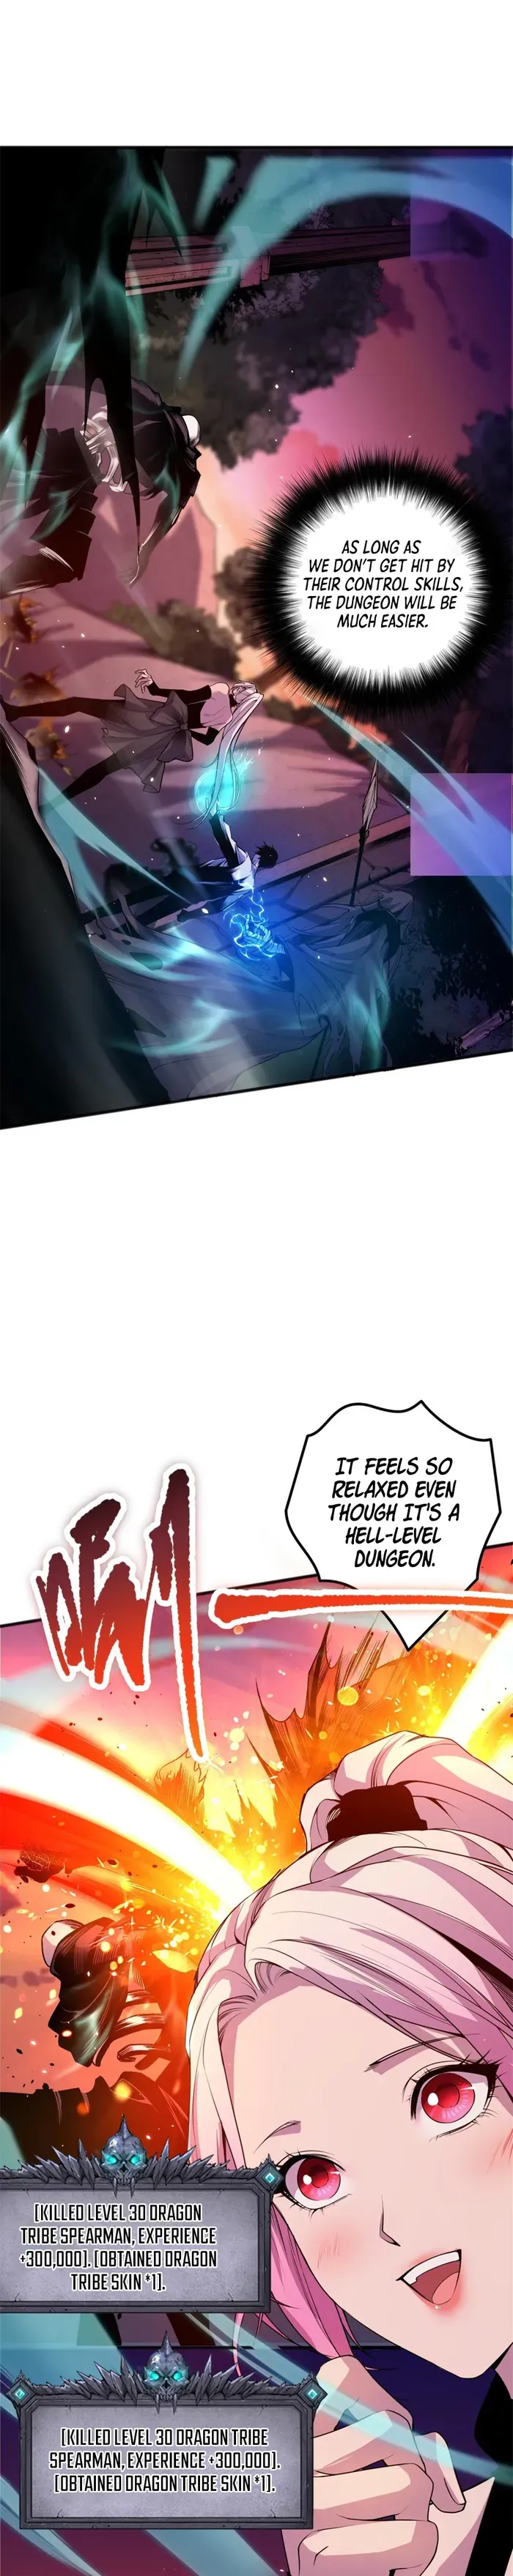 AS LONG AS
WE DON'T GET HIT BY
THEIR CONTROL SKILLS,
THE DUNGEON WILL BE
MUCH EASIER.
IT FEELS SO
RELAXED EVEN
THOUGH IT'S A
HELL-LEVEL
DUNGEON.
[KILLED LEVEL 30 DRAGON
TRIBE SPEARMAN, EXPERIENCE
+300,000]. [OBTAINED DRAGON
TRIBE SKIN *1].
[KILLED LEVEL 30 DRAGON TRIBE
SPEARMAN, EXPERIENCE +300,000].
[OBTAINED DRAGON TRIBE SKIN *1].